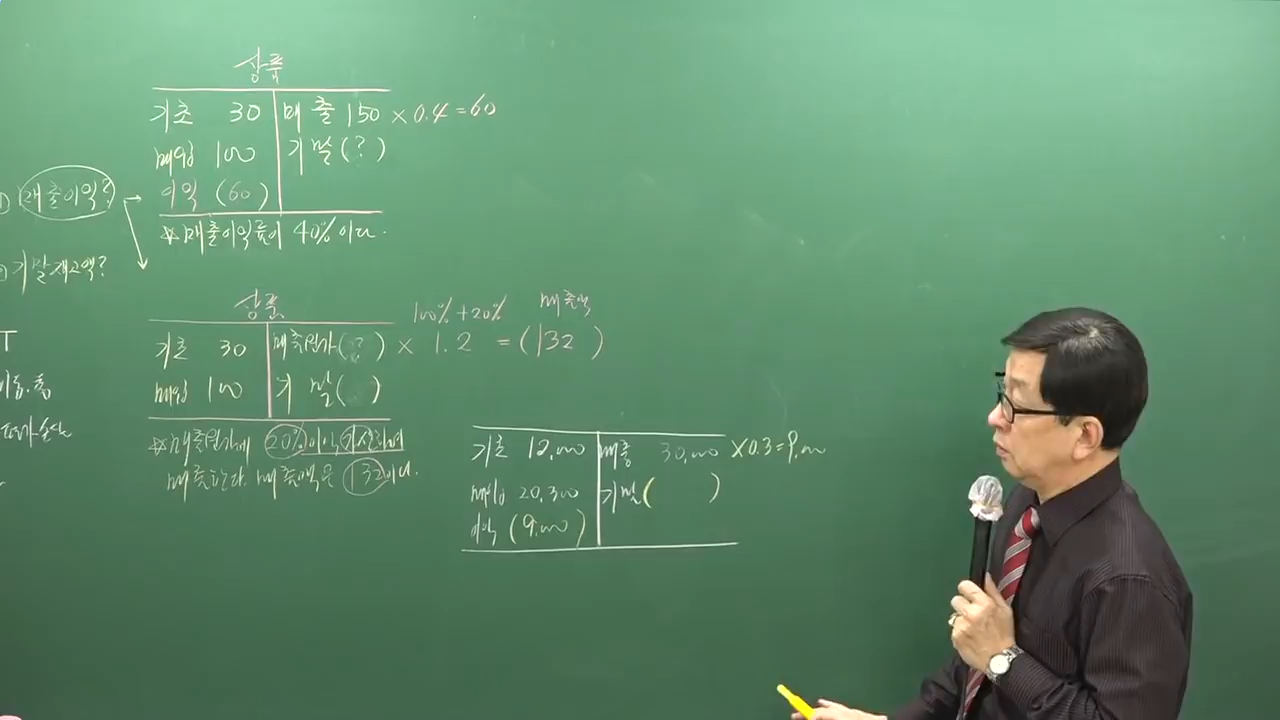 상품
기초 30 매출 150 × 0.4 = 60
매입 100 기말 (?)
이익 (60)
① 매출이익?
☆ 매출이익률이 40%이다.
② 기말재고액?
상품
100% + 20% 매출액
기초 30 매출원가 (?) × 1.2 = (132)
매입 100 기말 ( )
T
☆ 매출원가에 20% 이익 가산하여
매출한다. 매출액은 132이다.
기초 12,000 매출 30,000 × 0.3 = 9,000
매입 20,300 기말 ( )
이익 (9,000)